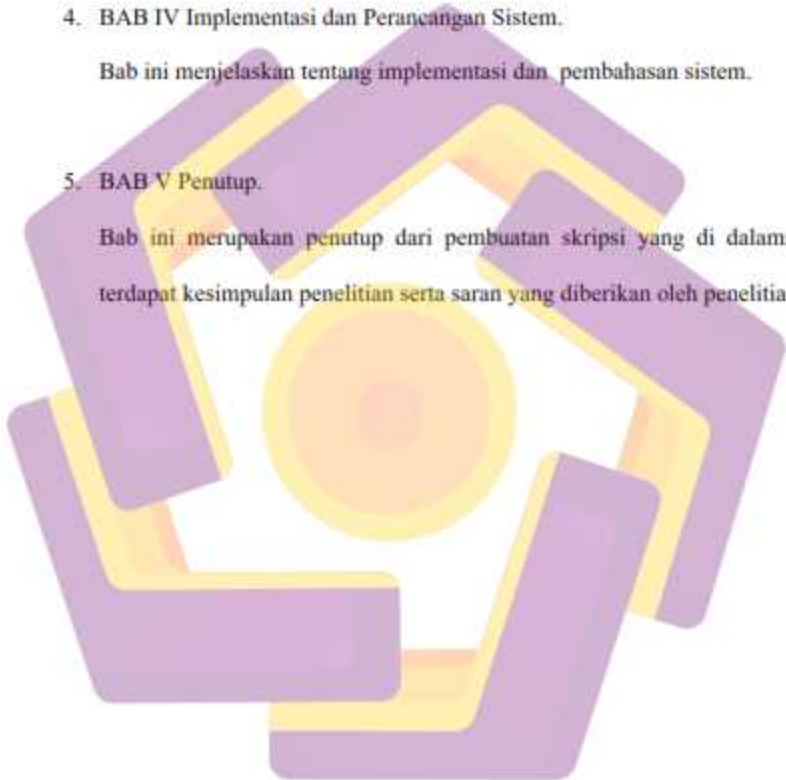 4. BAB IV Implementasi dan Perancangan Sistem.
Bab ini menjelaskan tentang implementasi dan pembahasan sistem.
5. BAB V Penutup.
Bab ini merupakan penutup dari pembuatan skripsi yang di dalam
terdapat kesimpulan penelitian serta saran yang diberikan oleh penelitia